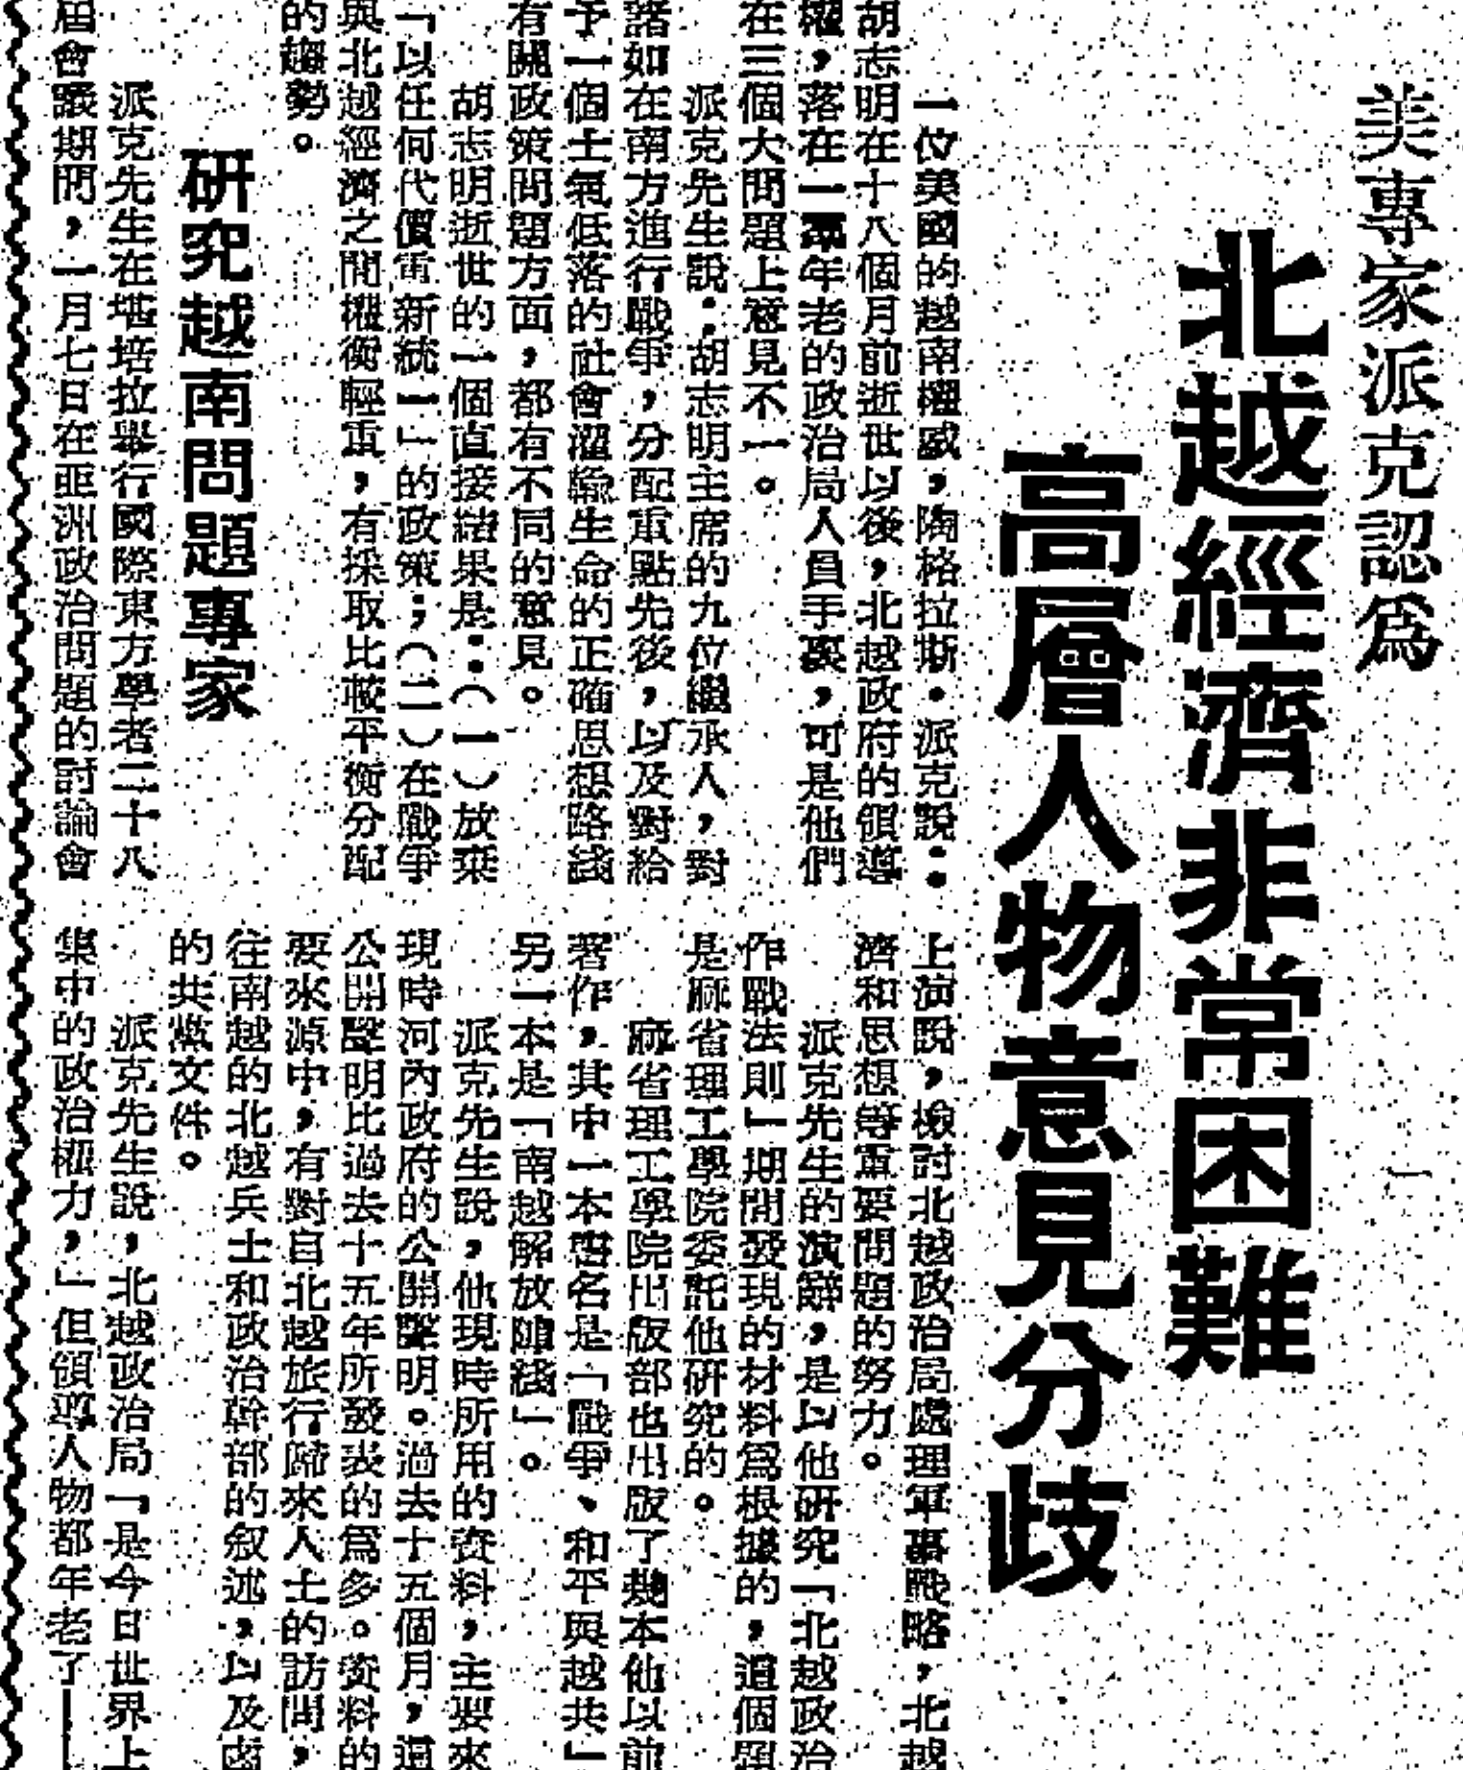 美專家派克認爲
北越經濟非常困難
高層人物意見分歧
一位美國的越南權威,陶格拉斯·派克說:
胡志明在十八個月前逝世以後,北越政府的領導
權,落在一羣年老的政治局人員手裏,可是他們
在三個大問題上意見不一。
派克先生說:胡志明主席的九位繼承人,對
諸如在南方進行戰爭,分配重點先後,以及對給
予一個士氣低落的社會灌輸生命的正確思想路綫
有關政策問題方面,都有不同的意見。
胡志明逝世的一個直接結果是:(一)放棄
「以任何代價重新統一」的政策;(二)在戰爭
與北越經濟之間權衡輕重,有採取比較平衡分配
的趨勢。
研究越南問題專家
派克先生在堪培拉舉行國際東方學者二十八
屆會議期間,一月七日在亞洲政治問題的討論會
上演說,檢討北越政治局處理軍事戰略,北越
濟和思想等重要問題的努力。
派克先生的演辭,是以他研究「北越政治
作戰法則」期間發現的材料爲根據的,這個題
是麻省理工學院委託他研究的。
麻省理工學院出版部也出版了幾本他以前
著作,其中一本書名是「戰爭、和平與越共」
另一本是「南越解放陣綫」。
派克先生說,他現時所用的資料,主要來
現時河內政府的公開聲明。過去十五個月,這
公開聲明比過去十五年所發表的爲多。資料的
要來源中,有對自北越旅行歸來人士的訪問,
往南越的北越兵士和政治幹部的叙述,以及
的共黨文件。
派克先生說,北越政治局「是今日世界上
集中的政治權力,」但領導人物都年老了——